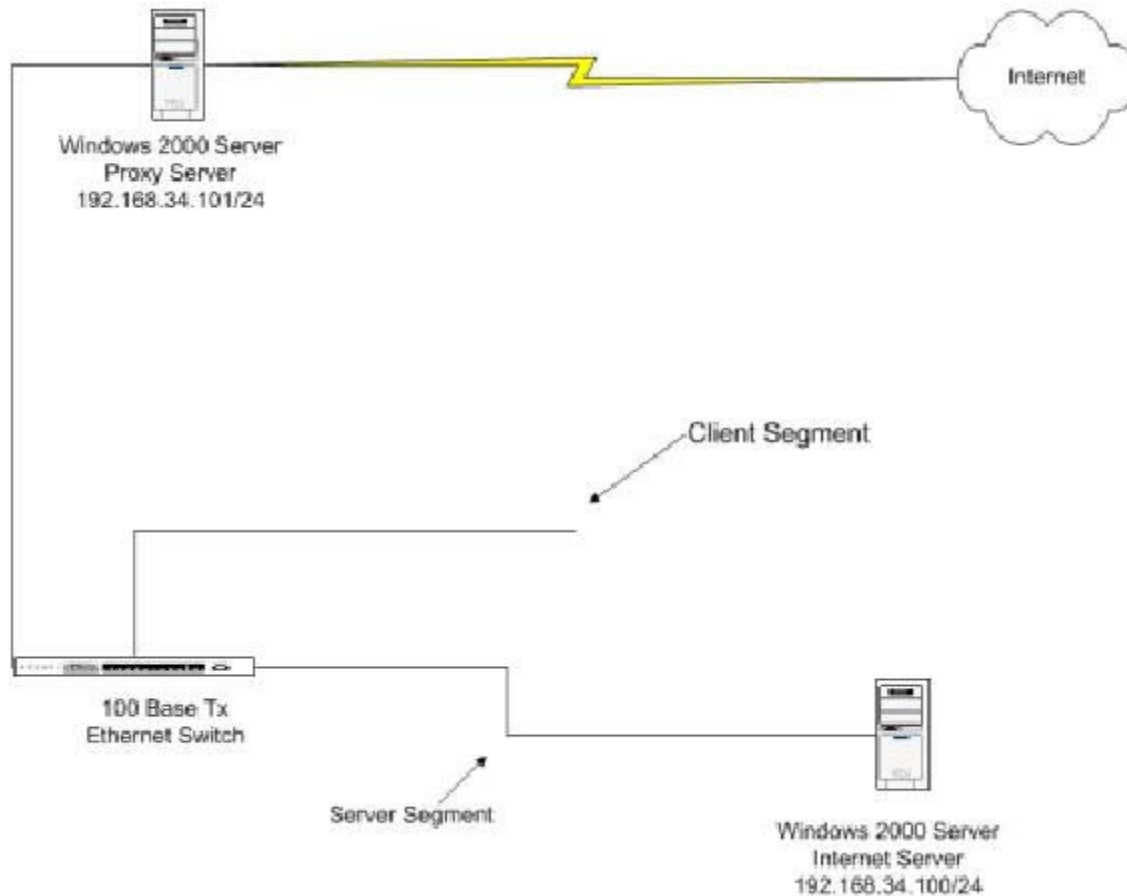 Internet
Windows 2000 Server
Proxy Server
192.168.34.101/24
Client Segment
100 Base Tx
Ethernet Switch
Server Segment
Windows 2000 Server
Internet Server
192.168.34.100/24